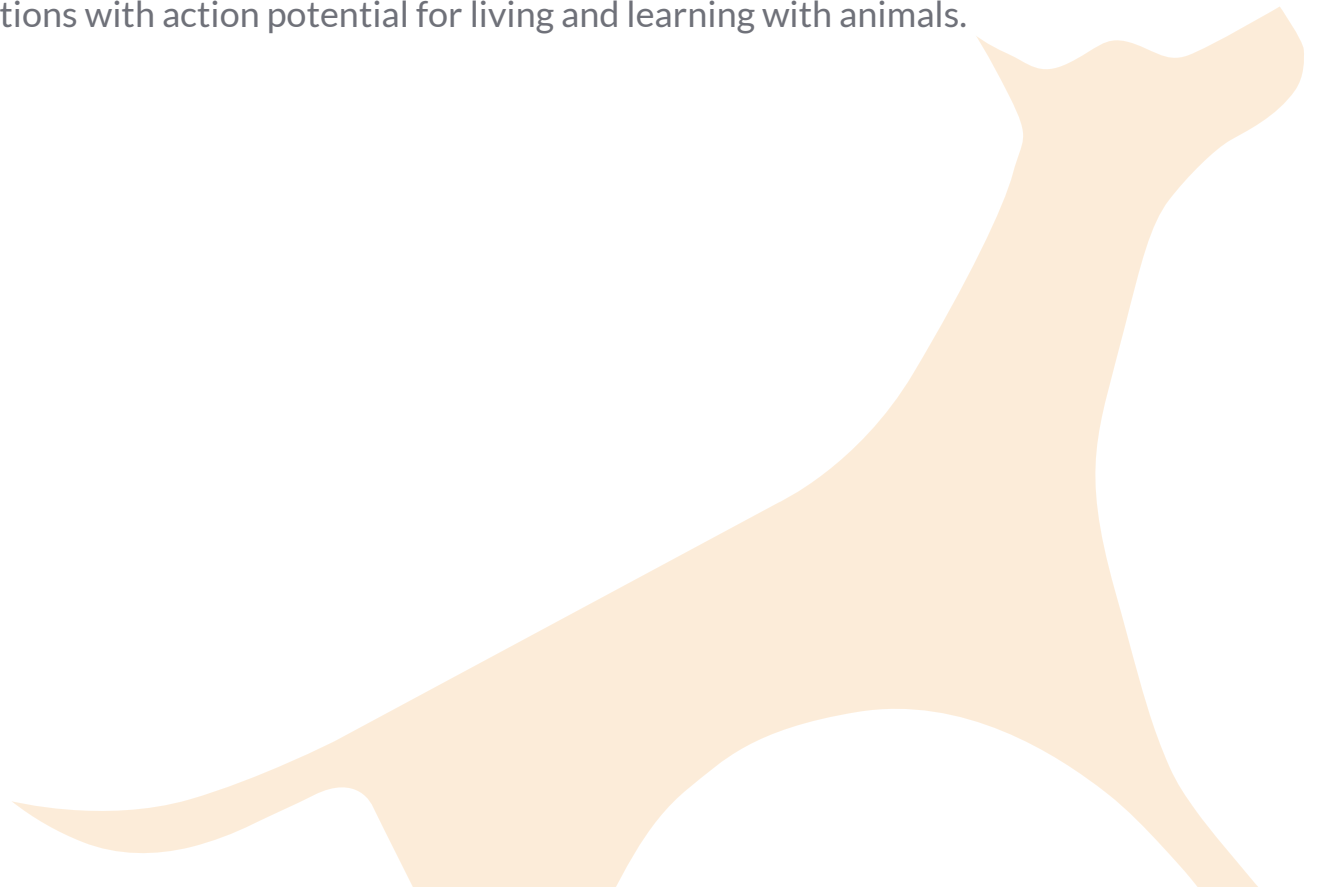 tions with action potential for living and learning with animals.